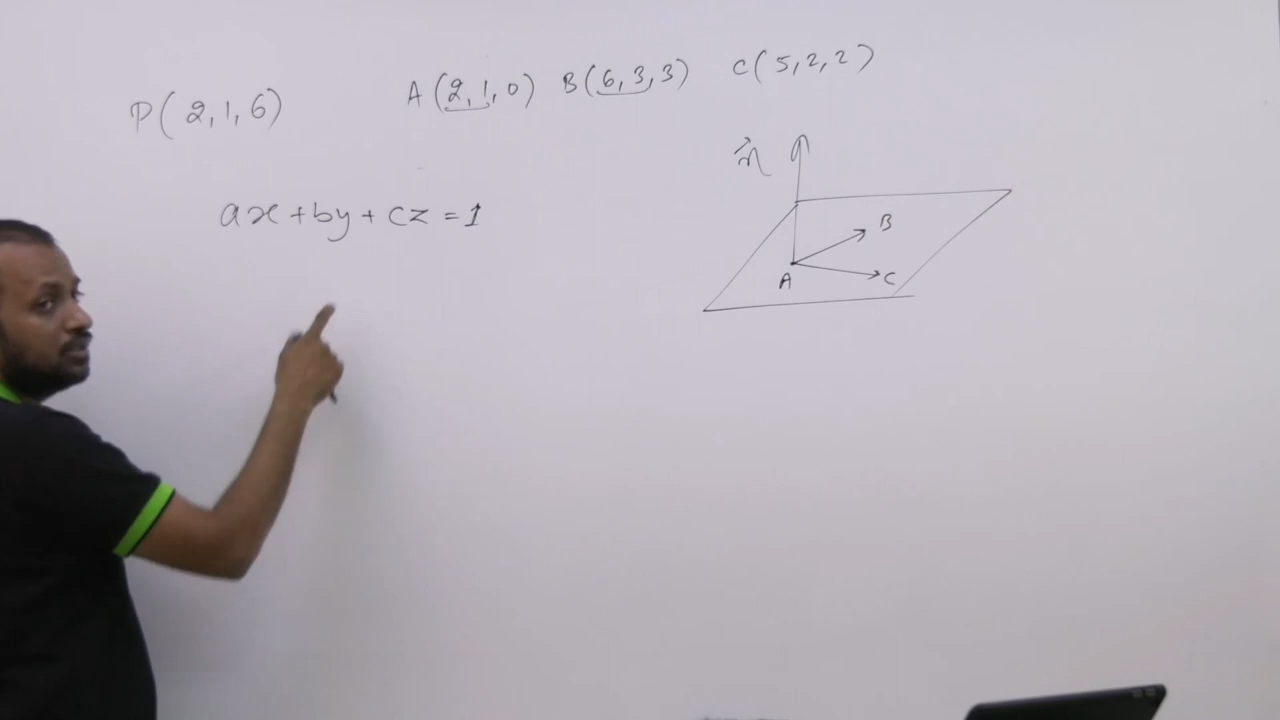 P(2,1,6) A(2,1,0) B(6,3,3) C(5,2,2)
ax+by+cz=1
n⃗
B
A
C